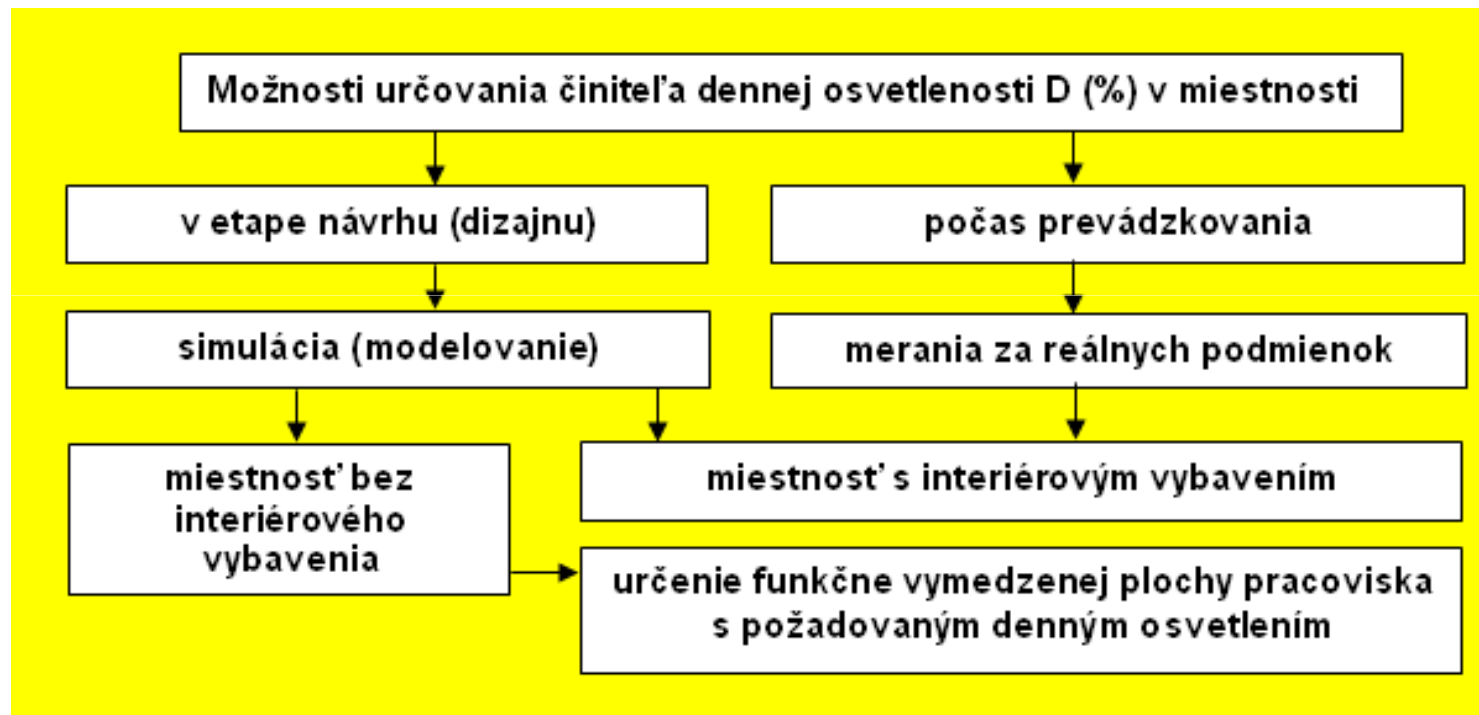 Možnosti určovania činiteľa dennej osvetlenosti D (%) v miestnosti
v etape návrhu (dizajnu)
počas prevádzkovania
simulácia (modelovanie)
merania za reálnych podmienok
miestnosť bez
interiérového
vybavenia
miestnosť s interiérovým vybavením
určenie funkčne vymedzenej plochy pracoviska
s požadovaným denným osvetlením